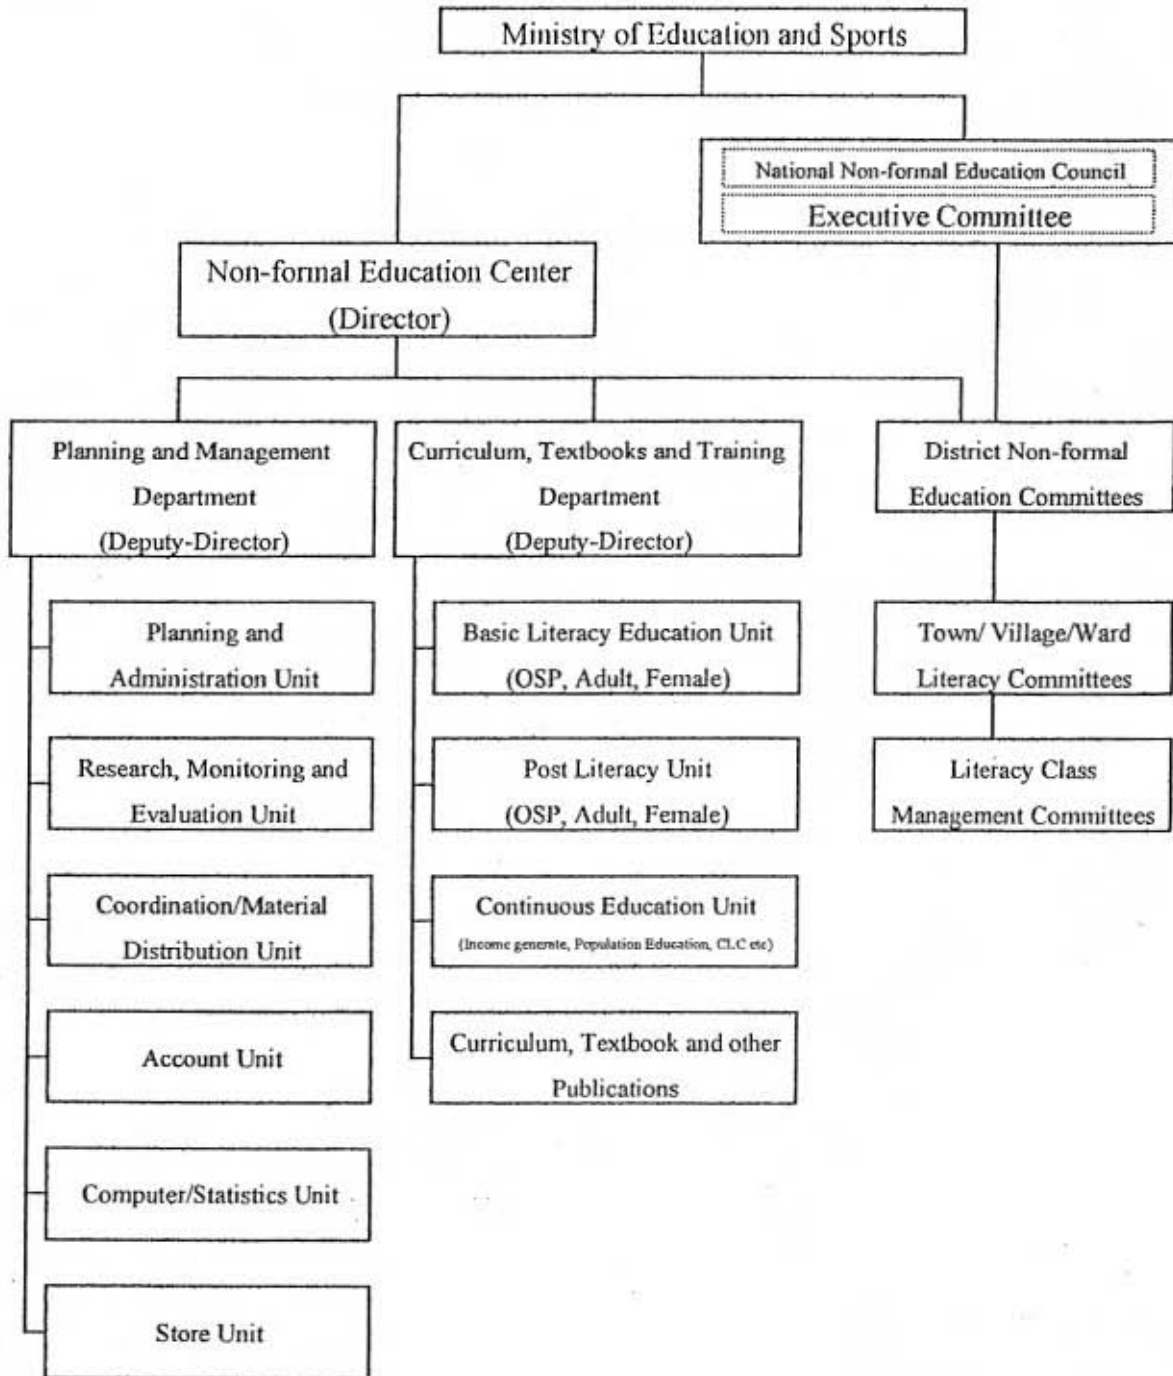 Ministry of Education and Sports
National Non-formal Education Council
Executive Committee
Non-formal Education Center
(Director)
Planning and Management
Department
(Deputy-Director)
Curriculum, Textbooks and Training
Department
(Deputy-Director)
District Non-formal
Education Committees
Planning and
Administration Unit
Basic Literacy Education Unit
(OSP, Adult, Female)
Town/ Village/Ward
Literacy Committees
Research, Monitoring and
Evaluation Unit
Post Literacy Unit
(OSP, Adult, Female)
Literacy Class
Management Committees
Coordination/Material
Distribution Unit
Continuous Education Unit
(Income generate, Population Education, CLC etc)
Account Unit
Curriculum, Textbook and other
Publications
Computer/Statistics Unit
Store Unit